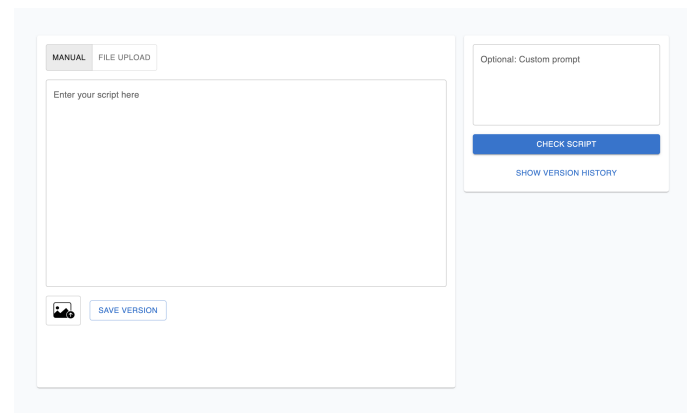 MANUAL
FILE UPLOAD
Enter your script here
SAVE VERSION
Optional: Custom prompt
CHECK SCRIPT
SHOW VERSION HISTORY